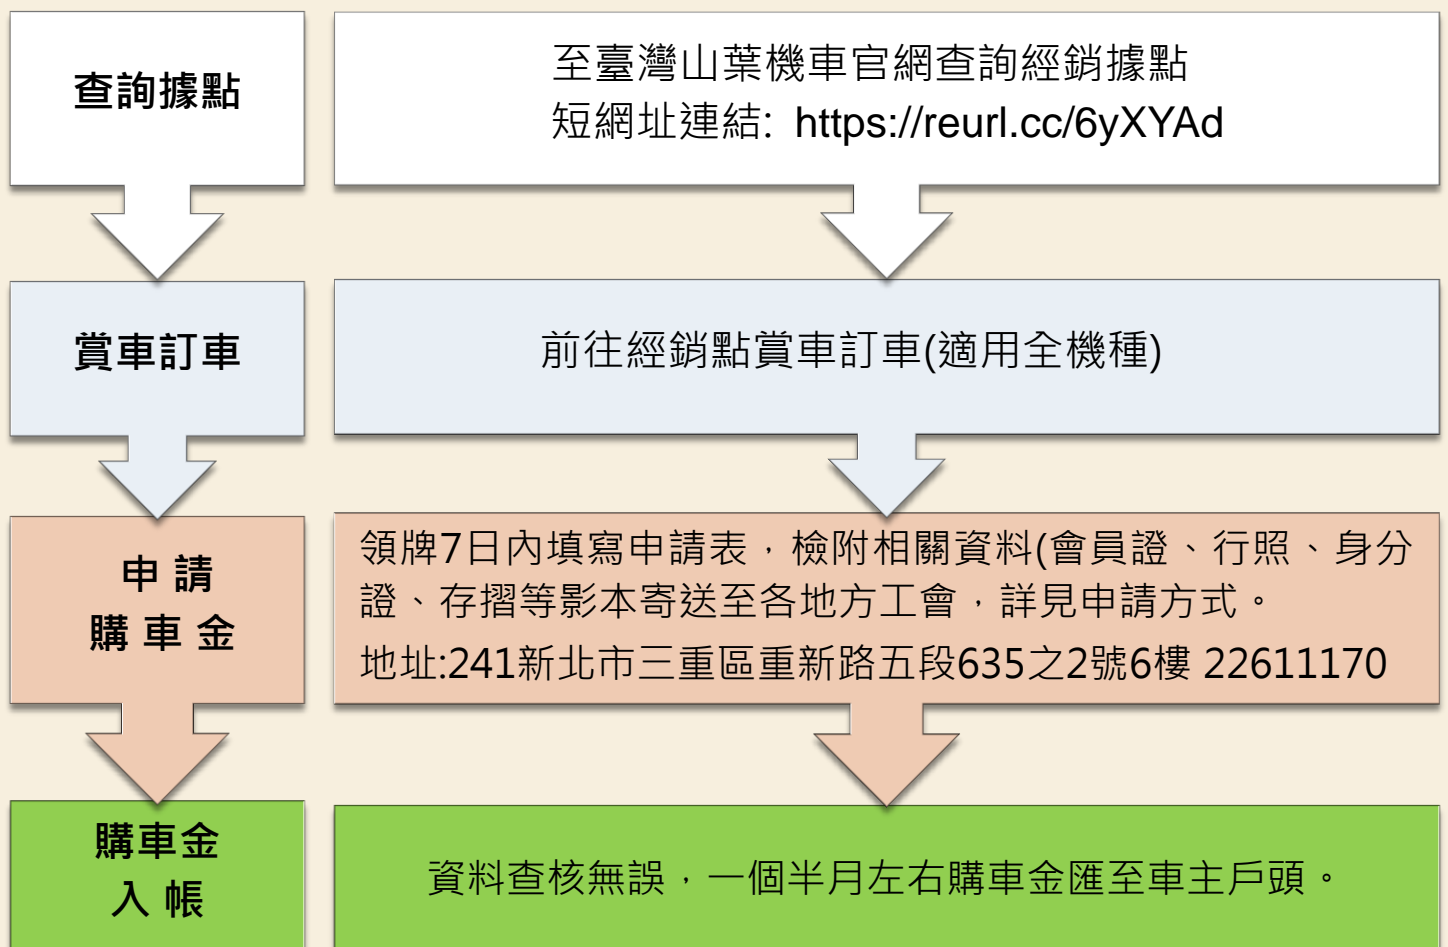 查詢據點
至臺灣山葉機車官網查詢經銷據點
短網址連結: https://reurl.cc/6yXYAd
賞車訂車
前往經銷點賞車訂車(適用全機種)
申 請
購 車 金
領牌7日內填寫申請表，檢附相關資料(會員證、行照、身分
證、存摺等影本寄送至各地方工會，詳見申請方式。
地址:241新北市三重區重新路五段635之2號6樓 22611170
購車金
入 帳
資料查核無誤，一個半月左右購車金匯至車主戶頭。